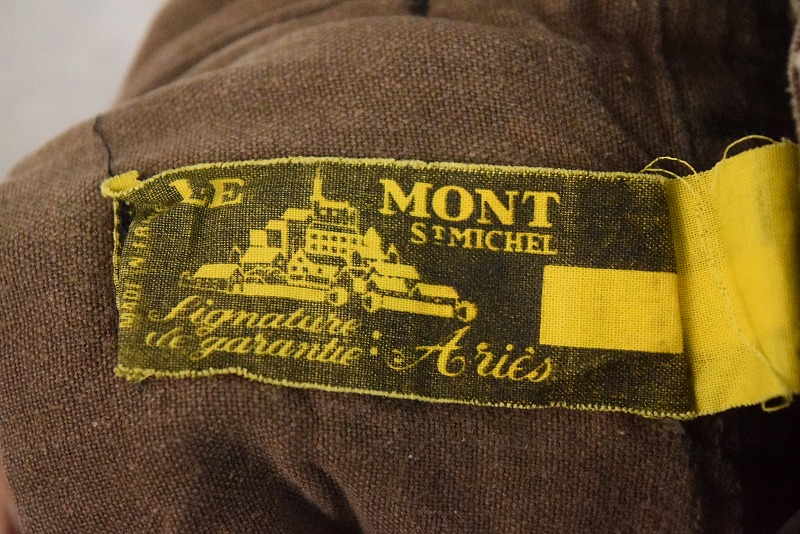 LE MONT
ST MICHEL
Signature
de garantie: Ariès